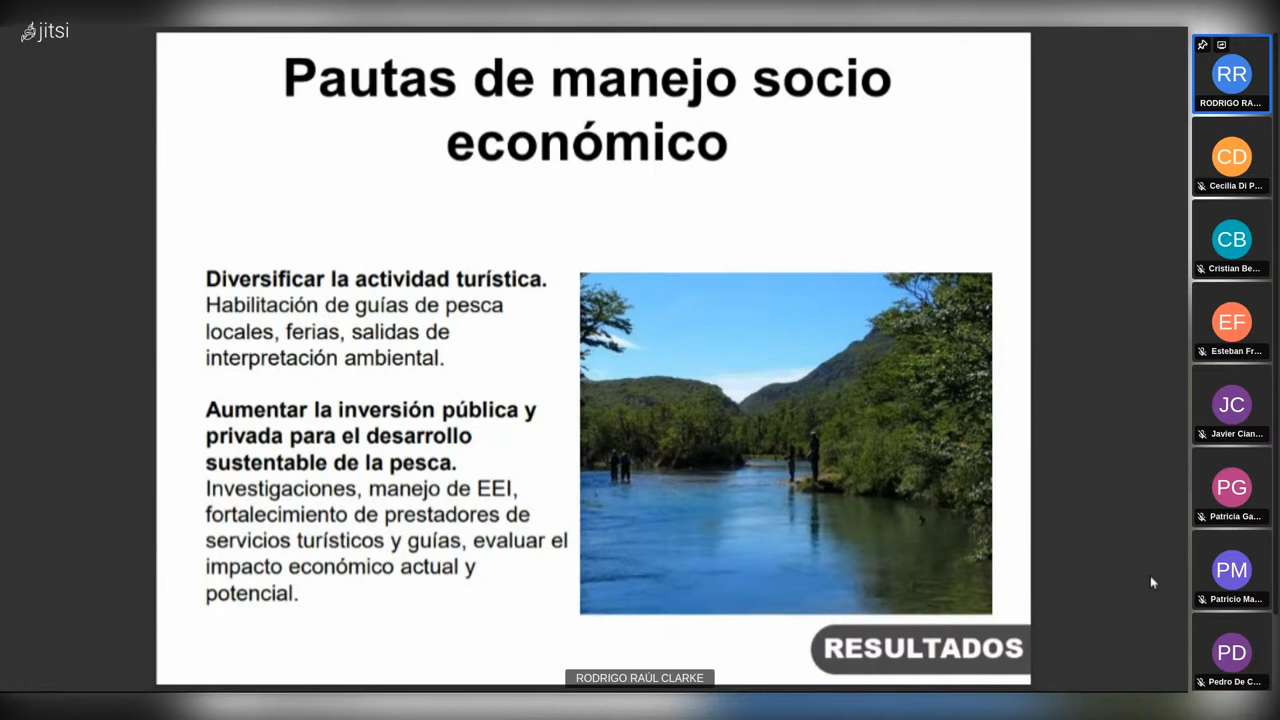 jitsi
Pautas de manejo socio
económico
Diversificar la actividad turística.
Habilitación de guías de pesca
locales, ferias, salidas de
interpretación ambiental.
Aumentar la inversión pública y
privada para el desarrollo
sustentable de la pesca.
Investigaciones, manejo de EEI,
fortalecimiento de prestadores de
servicios turísticos y guías, evaluar el
impacto económico actual y
potencial.
RESULTADOS
RODRIGO RAÚL CLARKE
RR
RODRIGO RA...
CD
Cecilia Di P...
CB
Cristian Be...
EF
Esteban Fr...
JC
Javier Cian...
PG
Patricia Ga...
PM
Patricio Ma...
PD
Pedro De C...